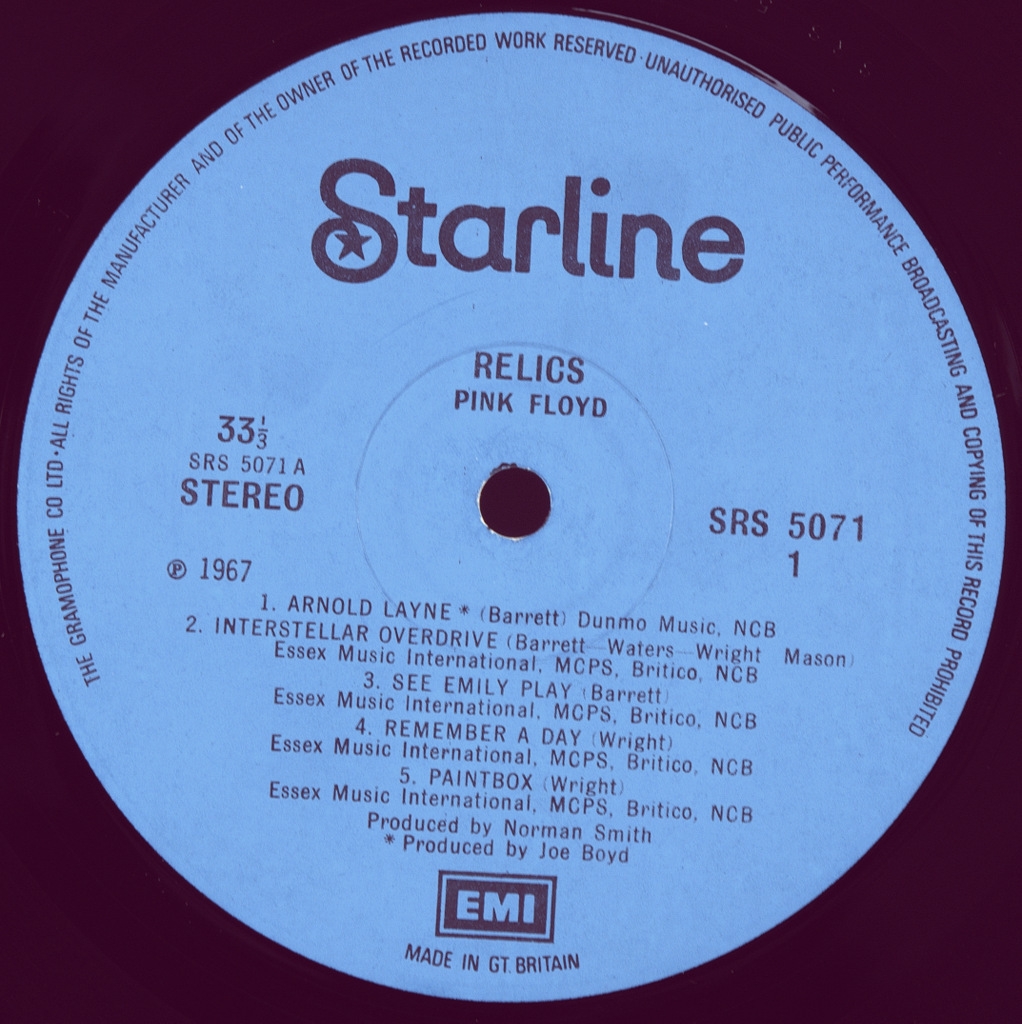 THE GRAMOPHONE CO LTD · ALL RIGHTS OF THE MANUFACTURER AND OF THE OWNER OF THE RECORDED WORK RESERVED · UNAUTHORISED PUBLIC PERFORMANCE BROADCASTING AND COPYING OF THIS RECORD PROHIBITED
Starline
RELICS
PINK FLOYD
33⅓
SRS 5071 A
STEREO
SRS 5071
1
℗ 1967
1. ARNOLD LAYNE * (Barrett) Dunmo Music, NCB
2. INTERSTELLAR OVERDRIVE (Barrett—Waters—Wright Mason)
Essex Music International, MCPS, Britico, NCB
3. SEE EMILY PLAY (Barrett)
Essex Music International, MCPS, Britico, NCB
4. REMEMBER A DAY (Wright)
Essex Music International, MCPS, Britico, NCB
5. PAINTBOX (Wright)
Essex Music International, MCPS, Britico, NCB
Produced by Norman Smith
* Produced by Joe Boyd
EMI
MADE IN GT. BRITAIN